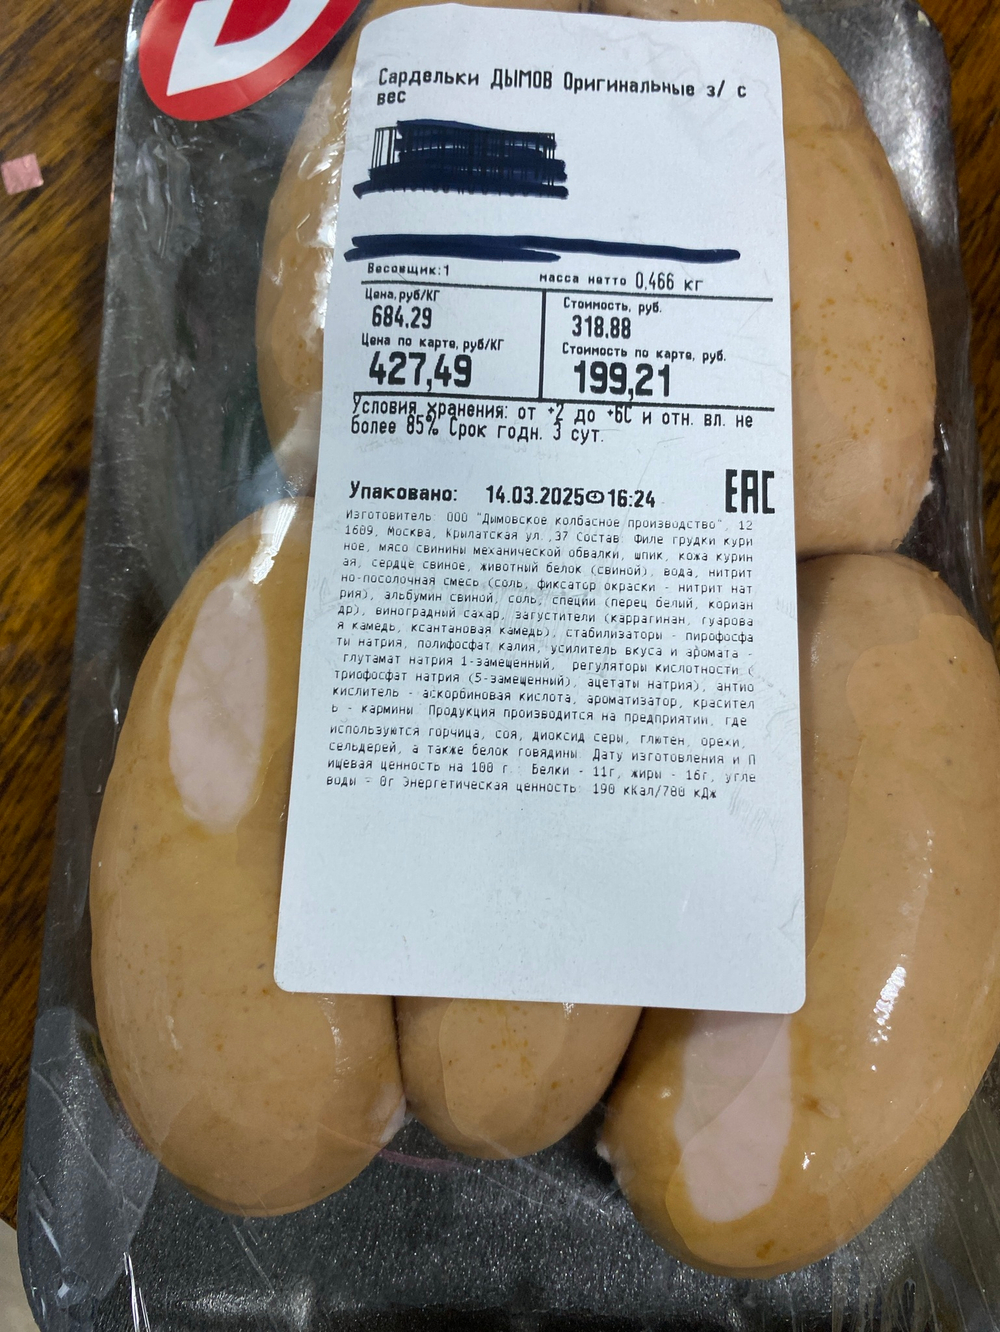 Сардельки ДЫМОВ Оригинальные з/ с
вес
Весовщик:1
масса нетто 0,466 кг
Цена,руб/КГ
684.29
Стоимость, руб.
318.88
Цена по карте, руб/КГ
427,49
Стоимость по карте, руб.
199,21
Условия хранения: от +2 до +6С и отн. вл. не
более 85% Срок годн. 3 сут.
Упаковано: 14.03.2025 16:24
ЕАС
Изготовитель: ООО "Дымовское колбасное производство", 12
1609, Москва, Крылатская ул.,37 Состав: Филе грудки кури
ное, мясо свинины механической обвалки, шпик, кожа курин
ая, сердце свиное, животный белок (свиной), вода, нитрит
но-посолочная смесь (соль, фиксатор окраски - нитрит нат
рия), альбумин свиной, соль, специи (перец белый, кориан
др), виноградный сахар, загустители (каррагинан, гуарова
я камедь, ксантановая камедь), стабилизаторы - пирофосфа
ты натрия, полифосфат калия, усилитель вкуса и аромата -
глутамат натрия 1-замещенный, регуляторы кислотности (
трифосфат натрия (5-замещенный), ацетаты натрия), антио
кислитель - аскорбиновая кислота, ароматизатор, красител
ь - кармины. Продукция производится на предприятии, где
используются горчица, соя, диоксид серы, глютен, орехи,
сельдерей, а также белок говядины. Дату изготовления и П
ищевая ценность на 100 г.: Белки - 11г, жиры - 16г, угле
воды - 0г Энергетическая ценность: 190 кКал/780 кДж